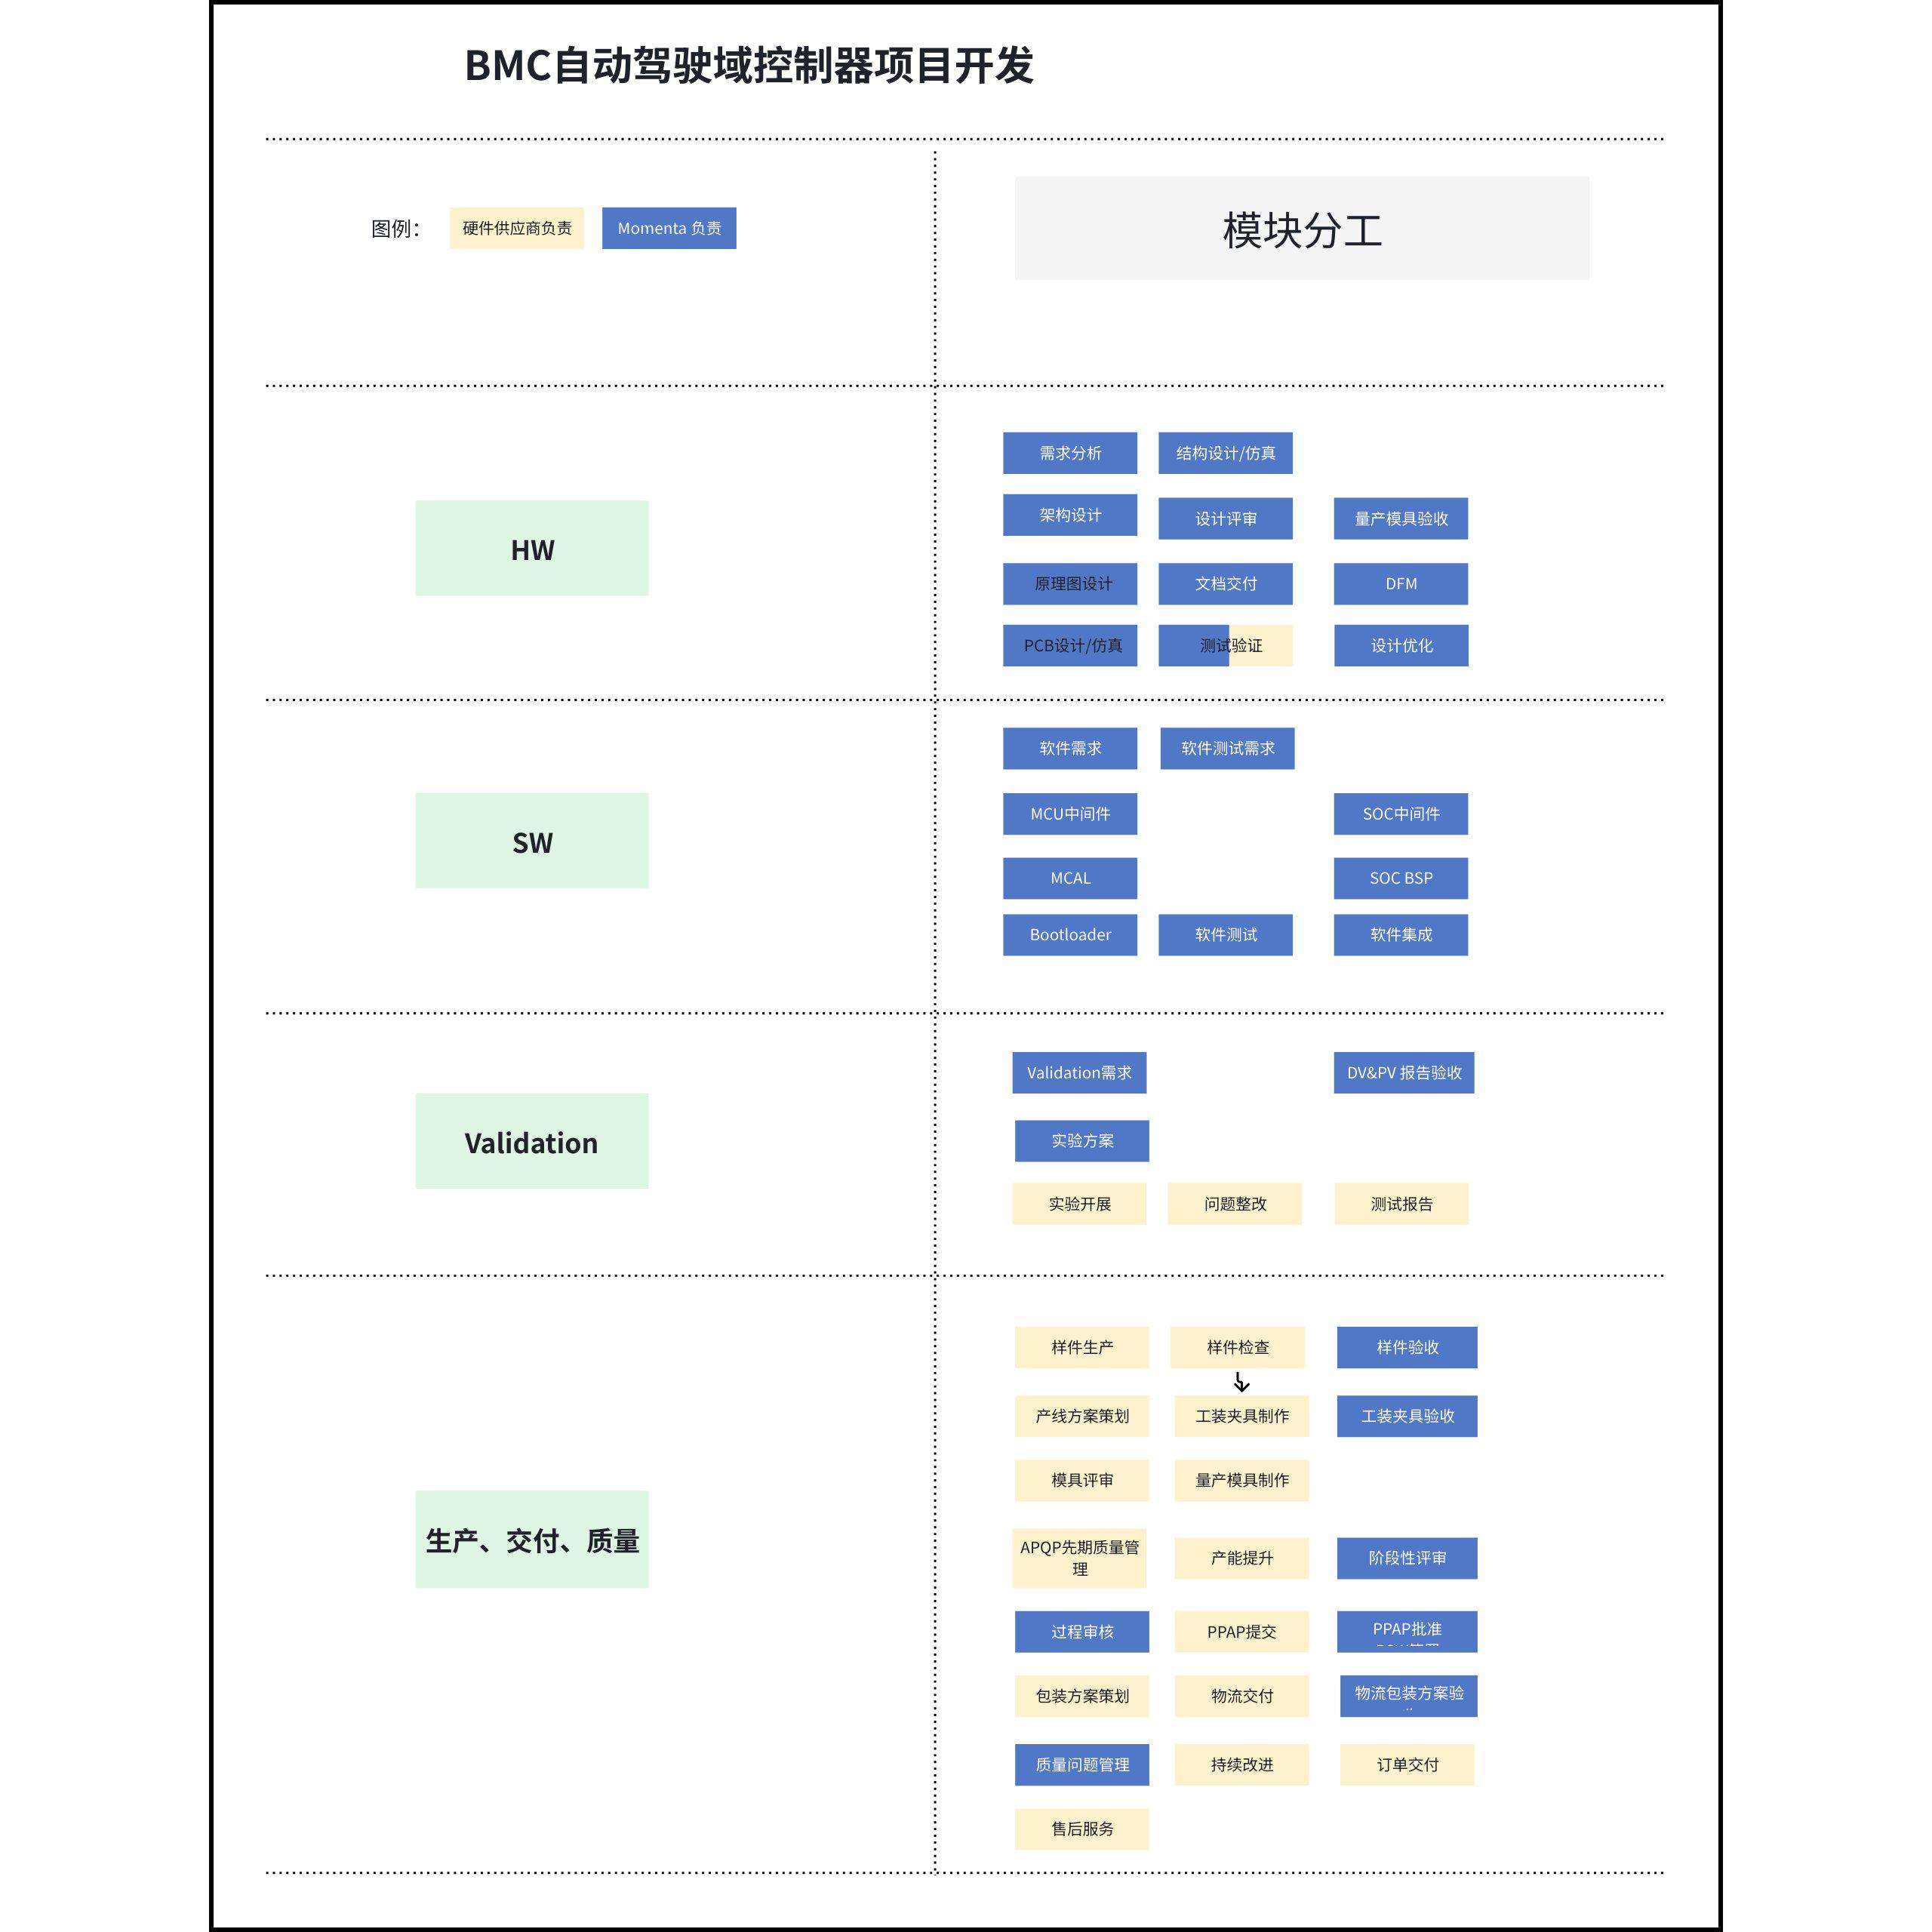 BMC自动驾驶域控制器项目开发
图例：
硬件供应商负责
Momenta 负责
模块分工
HW
需求分析
结构设计/仿真
架构设计
设计评审
量产模具验收
原理图设计
文档交付
DFM
PCB设计/仿真
测试验证
设计优化
SW
软件需求
软件测试需求
MCU中间件
SOC中间件
MCAL
SOC BSP
Bootloader
软件测试
软件集成
Validation
Validation需求
DV&PV 报告验收
实验方案
实验开展
问题整改
测试报告
生产、交付、质量
样件生产
样件检查
样件验收
产线方案策划
工装夹具制作
工装夹具验收
模具评审
量产模具制作
APQP先期质量管
理
产能提升
阶段性评审
过程审核
PPAP提交
PPAP批准
包装方案策划
物流交付
物流包装方案验
质量问题管理
持续改进
订单交付
售后服务